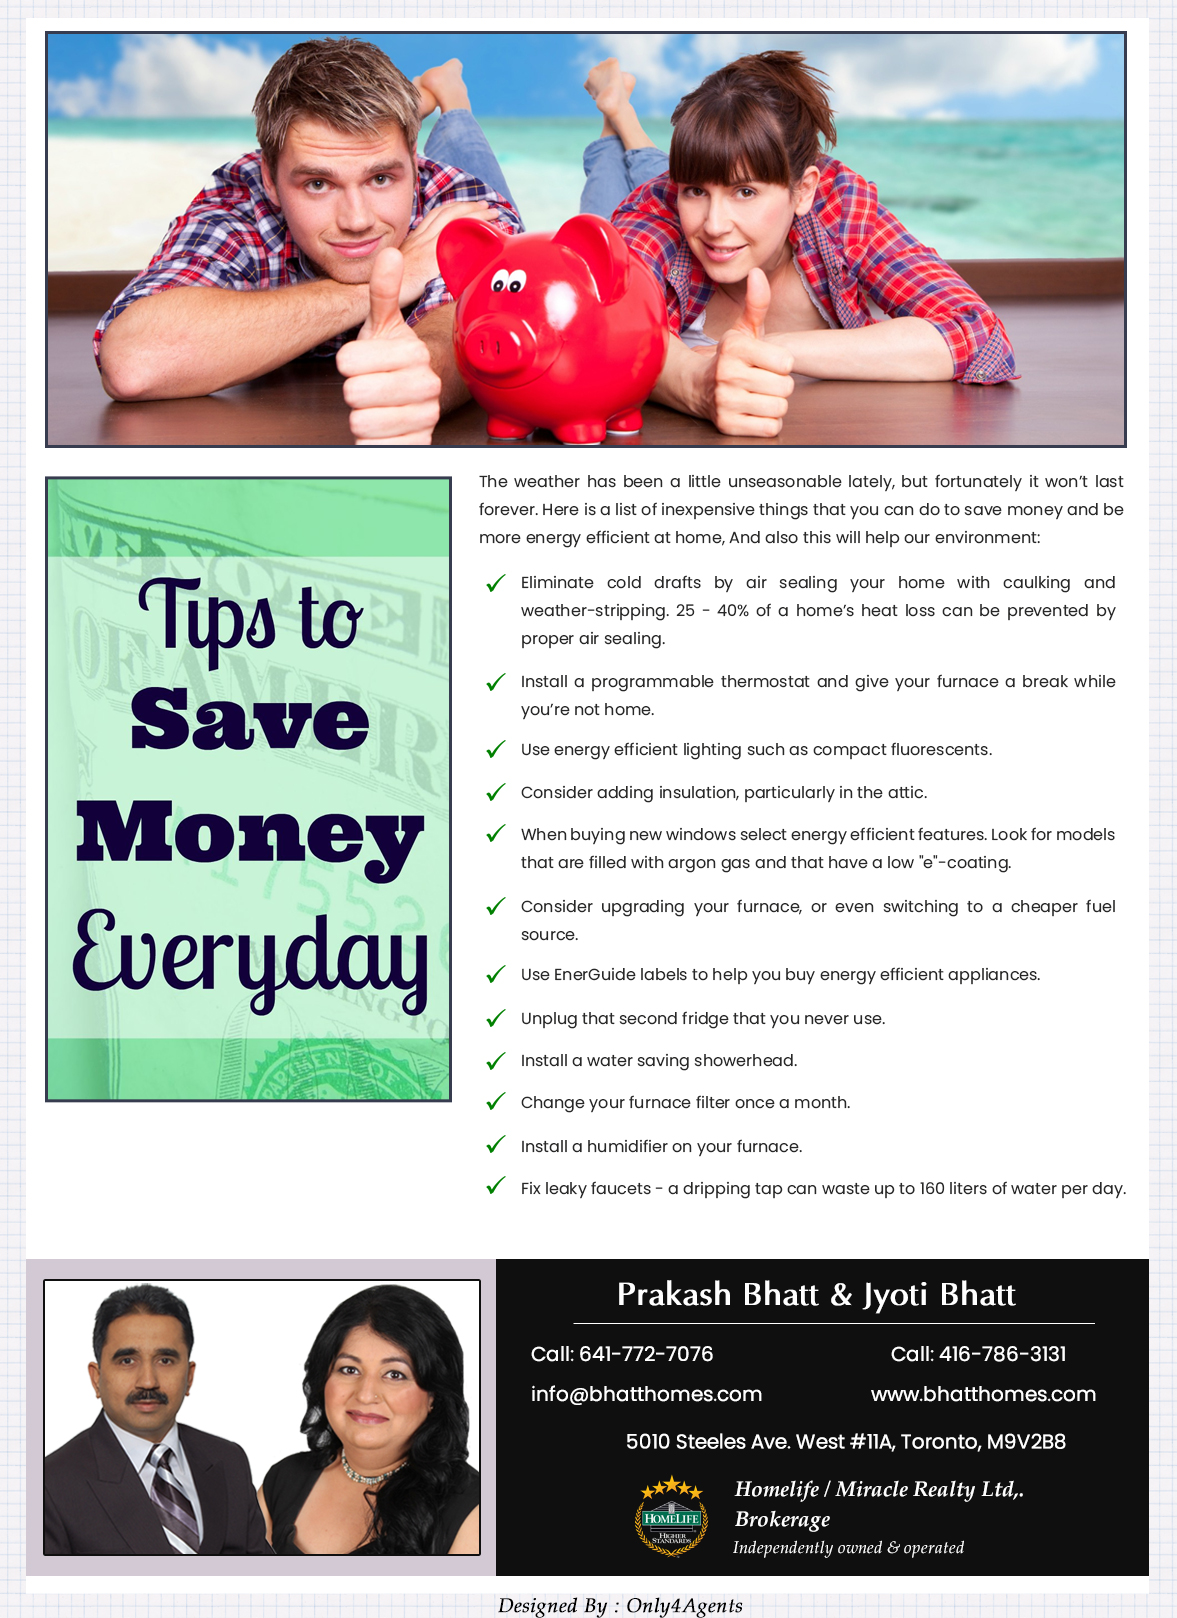 Tips to
Save
Money
Everyday
The weather has been a little unseasonable lately, but fortunately it won’t last
forever. Here is a list of inexpensive things that you can do to save money and be
more energy efficient at home, And also this will help our environment:
Eliminate cold drafts by air sealing your home with caulking and
weather-stripping. 25 - 40% of a home’s heat loss can be prevented by
proper air sealing.
Install a programmable thermostat and give your furnace a break while
you’re not home.
Use energy efficient lighting such as compact fluorescents.
Consider adding insulation, particularly in the attic.
When buying new windows select energy efficient features. Look for models
that are filled with argon gas and that have a low "e"-coating.
Consider upgrading your furnace, or even switching to a cheaper fuel
source.
Use EnerGuide labels to help you buy energy efficient appliances.
Unplug that second fridge that you never use.
Install a water saving showerhead.
Change your furnace filter once a month.
Install a humidifier on your furnace.
Fix leaky faucets - a dripping tap can waste up to 160 liters of water per day.
Prakash Bhatt & Jyoti Bhatt
Call: 641-772-7076
Call: 416-786-3131
info@bhatthomes.com
www.bhatthomes.com
5010 Steeles Ave. West #11A, Toronto, M9V2B8
HOMELIFE
HIGHER
STANDARDS
Homelife / Miracle Realty Ltd,.
Brokerage
Independently owned & operated
Designed By : Only4Agents